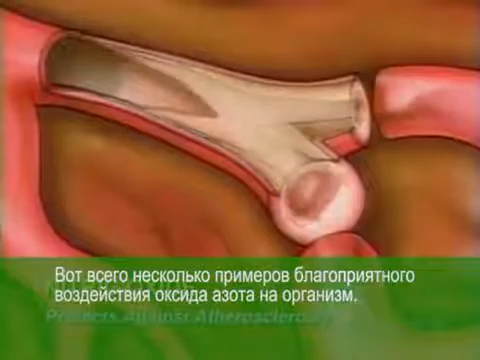 Вот всего несколько примеров благоприятного
воздействия оксида азота на организм.
Protects Against Atherosclerosis